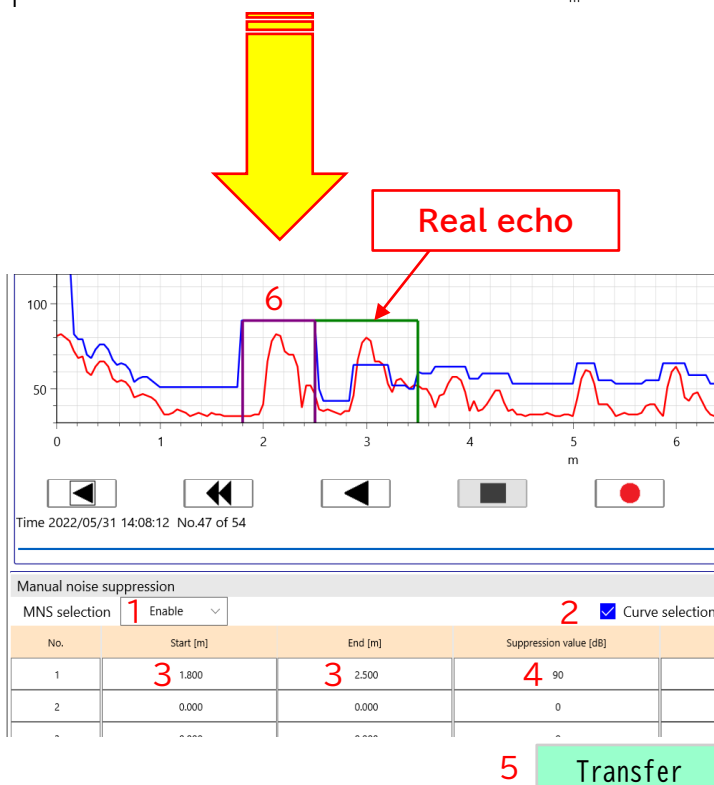 m
Real echo
6
100
50
0 1 2 3 4 5 6
m
Time 2022/05/31 14:08:12 No.47 of 54
Manual noise suppression
MNS selection 1 Enable 2 Curve selection
No. Start [m] End [m] Suppression value [dB]
1 3 1.800 3 2.500 4 90
2 0.000 0.000 0
5 Transfer